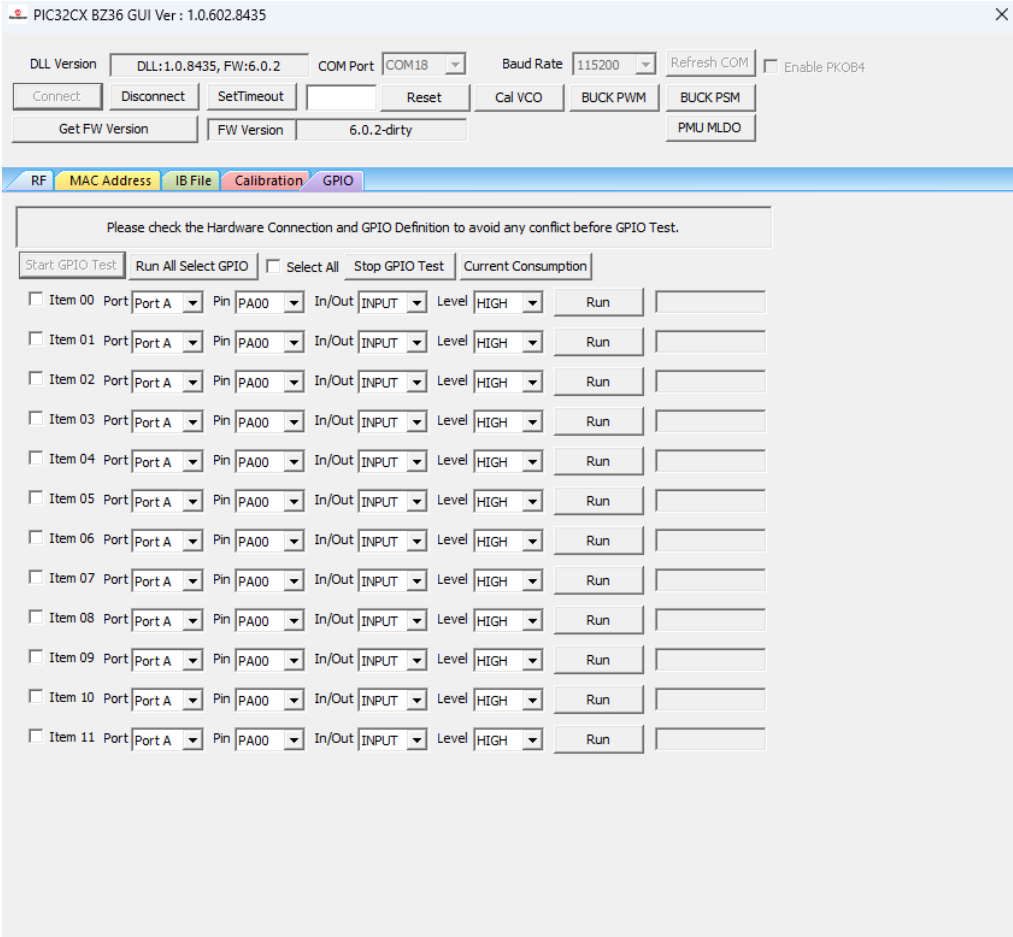 PIC32CX BZ36 GUI Ver : 1.0.602.8435
DLL Version DLL:1.0.8435, FW:6.0.2 COM Port COM18 Baud Rate 115200 Refresh COM Enable PKOB4
Connect Disconnect SetTimeout Reset Cal VCO BUCK PWM BUCK PSM
Get FW Version FW Version 6.0.2-dirty PMU MLDO
RF MAC Address IB File Calibration GPIO
Please check the Hardware Connection and GPIO Definition to avoid any conflict before GPIO Test.
Start GPIO Test Run All Select GPIO Select All Stop GPIO Test Current Consumption
Item 00 Port Port A Pin PA00 In/Out INPUT Level HIGH Run
Item 01 Port Port A Pin PA00 In/Out INPUT Level HIGH Run
Item 02 Port Port A Pin PA00 In/Out INPUT Level HIGH Run
Item 03 Port Port A Pin PA00 In/Out INPUT Level HIGH Run
Item 04 Port Port A Pin PA00 In/Out INPUT Level HIGH Run
Item 05 Port Port A Pin PA00 In/Out INPUT Level HIGH Run
Item 06 Port Port A Pin PA00 In/Out INPUT Level HIGH Run
Item 07 Port Port A Pin PA00 In/Out INPUT Level HIGH Run
Item 08 Port Port A Pin PA00 In/Out INPUT Level HIGH Run
Item 09 Port Port A Pin PA00 In/Out INPUT Level HIGH Run
Item 10 Port Port A Pin PA00 In/Out INPUT Level HIGH Run
Item 11 Port Port A Pin PA00 In/Out INPUT Level HIGH Run